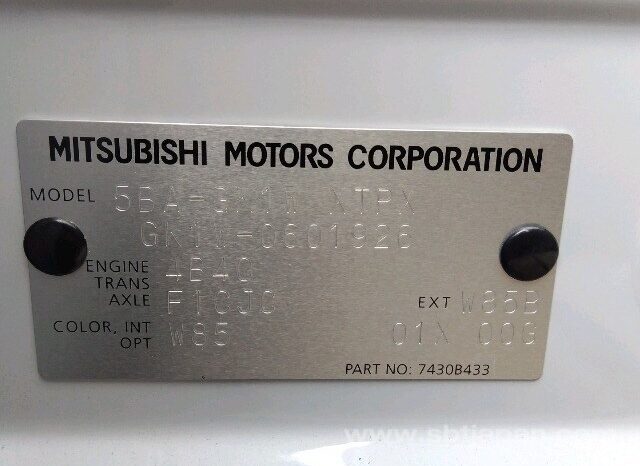 MITSUBISHI MOTORS CORPORATION
MODEL 5BA-GK1W XTPX
GK1W-0601926
ENGINE 4B40
TRANS
AXLE F1CJC
EXT W85B
COLOR, INT W85
OPT 01X 00G
PART NO: 7430B433